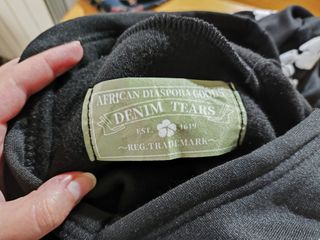 AFRICAN DIASPORA GOODS
DENIM TEARS
EST. 1619
~REG.TRADEMARK~